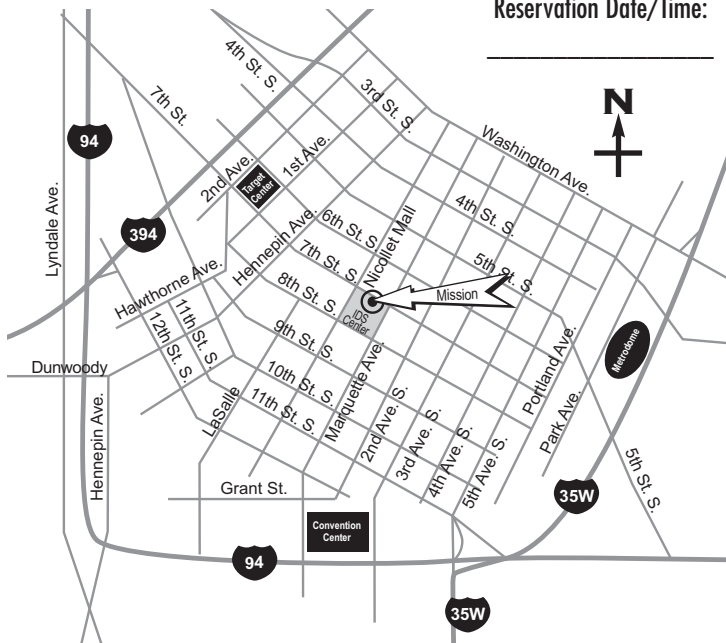 Reservation Date/Time:
N
4th St. S.
3rd St. S.
7th St.
Washington Ave.
94
2nd Ave.
1st Ave.
Target
Center
4th St. S.
Lyndale Ave.
394
Hennepin Ave.
6th St. S.
Nicollet Mall
5th St. S.
7th St. S.
Hawthorne Ave.
8th St. S.
Mission
IDS
Center
11th St. S.
12th St. S.
9th St. S.
Metrodome
Dunwoody
10th St. S.
Portland Ave.
Park Ave.
Hennepin Ave.
LaSalle
11th St. S.
Marquette Ave.
2nd Ave. S.
3rd Ave. S.
4th Ave. S.
5th Ave. S.
5th St. S.
Grant St.
35W
Convention
Center
94
35W